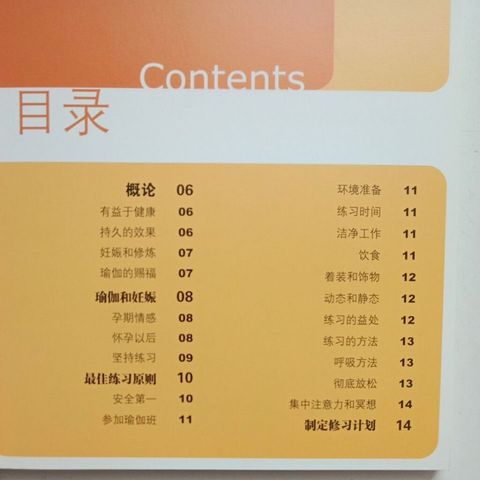 Contents
目录
概论 06
有益于健康 06
持久的效果 06
妊娠和修炼 07
瑜伽的赐福 07
瑜伽和妊娠 08
孕期情感 08
怀孕以后 08
坚持练习 09
最佳练习原则 10
安全第一 10
参加瑜伽班 11
环境准备 11
练习时间 11
洁净工作 11
饮食 11
着装和饰物 12
动态和静态 12
练习的益处 12
练习的方法 13
呼吸方法 13
彻底放松 13
集中注意力和冥想 14
制定修习计划 14